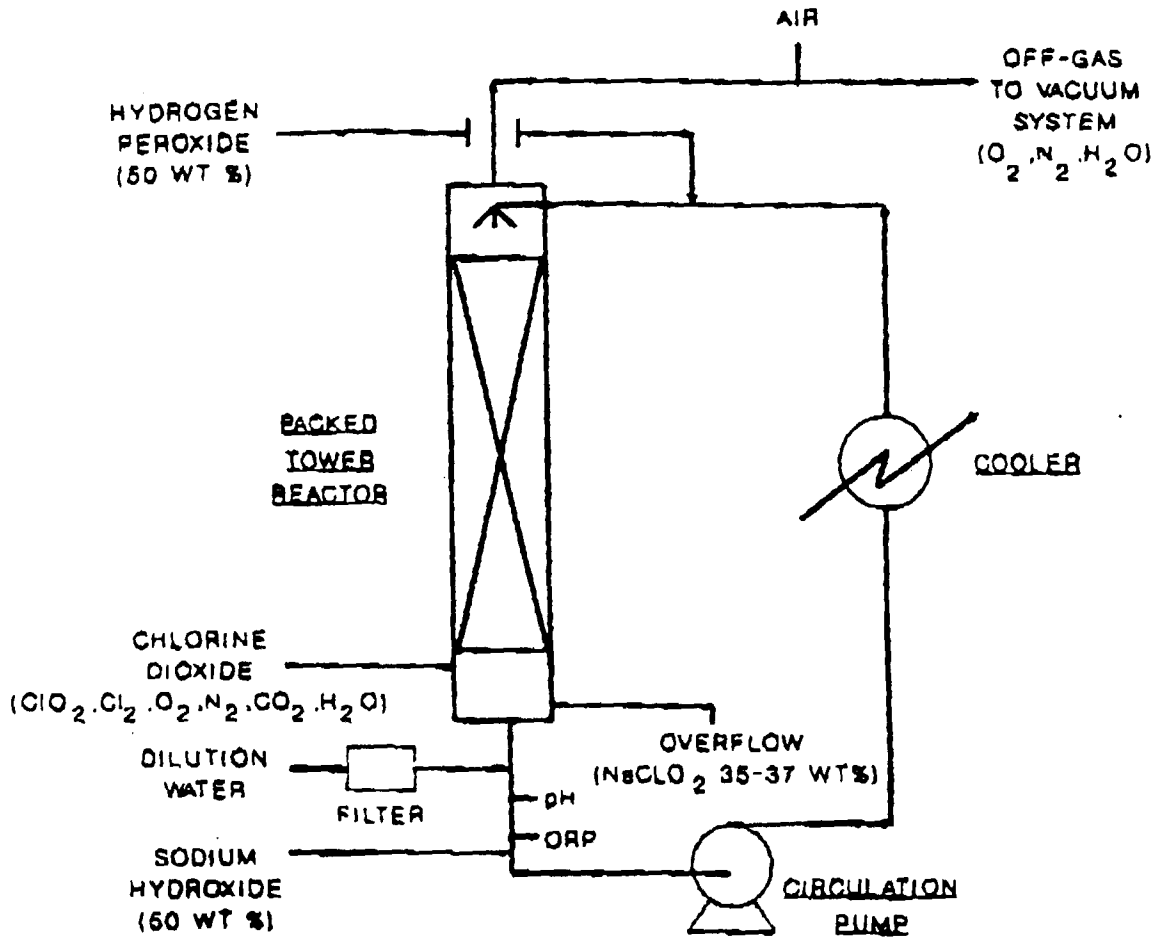 AIR
OFF-GAS
TO VACUUM
SYSTEM
(O2,N2,H2O)
HYDROGEN
PEROXIDE
(50 WT %)
PACKED
TOWER
REACTOR
COOLER
CHLORINE
DIOXIDE
(ClO2,Cl2,O2,N2,CO2,H2O)
OVERFLOW
(NaCLO2 35-37 WT%)
DILUTION
WATER
FILTER
pH
ORP
SODIUM
HYDROXIDE
(50 WT %)
CIRCULATION
PUMP